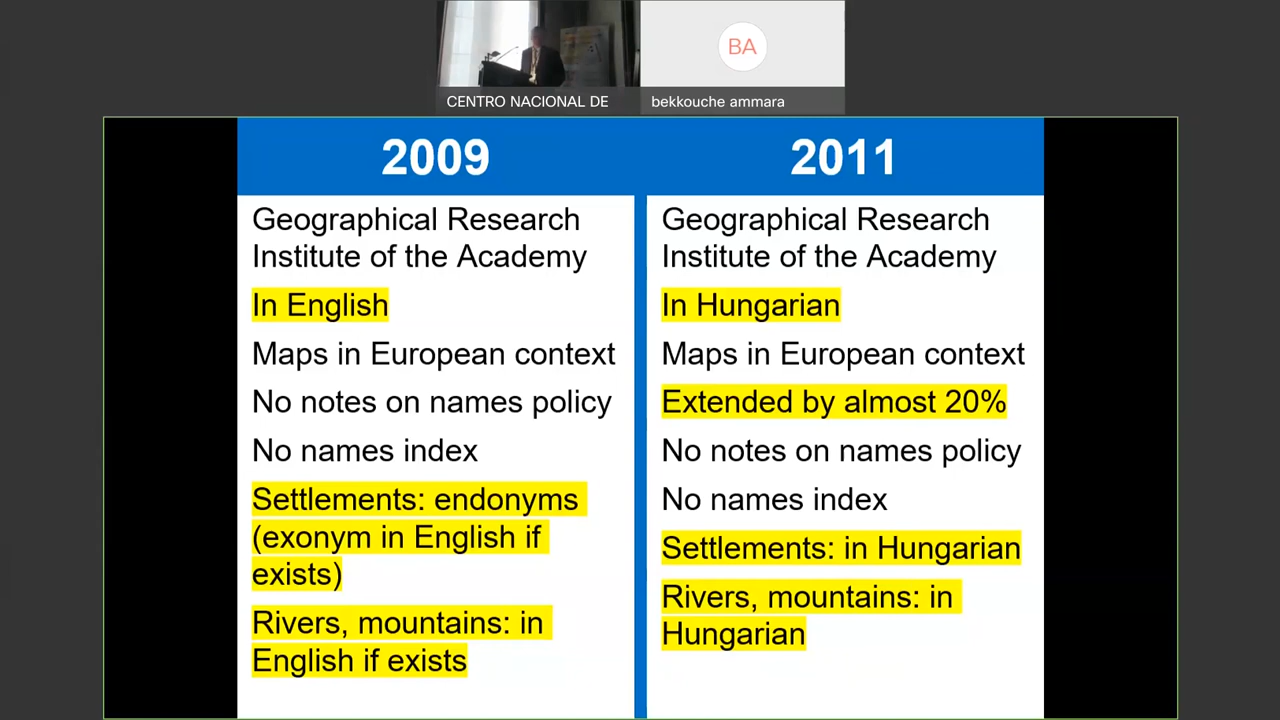 BA
CENTRO NACIONAL DE
bekkouche ammara
2009
Geographical Research
Institute of the Academy
In English
Maps in European context
No notes on names policy
No names index
Settlements: endonyms
(exonym in English if
exists)
Rivers, mountains: in
English if exists
2011
Geographical Research
Institute of the Academy
In Hungarian
Maps in European context
Extended by almost 20%
No notes on names policy
No names index
Settlements: in Hungarian
Rivers, mountains: in
Hungarian